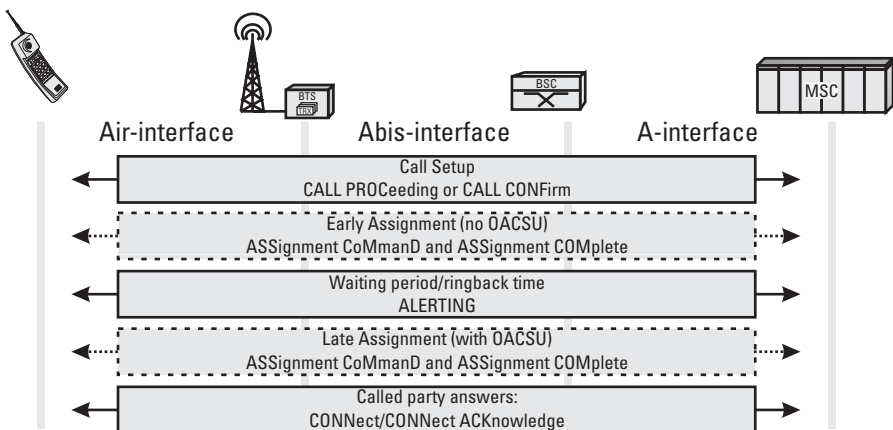 BTS
TRX
BSC
MSC
Air-interface
Abis-interface
A-interface
Call Setup
CALL PROCeeding or CALL CONFirm
Early Assignment (no OACSU)
ASSignment CoMmanD and ASSignment COMplete
Waiting period/ringback time
ALERTING
Late Assignment (with OACSU)
ASSignment CoMmanD and ASSignment COMplete
Called party answers:
CONNect/CONNect ACKnowledge